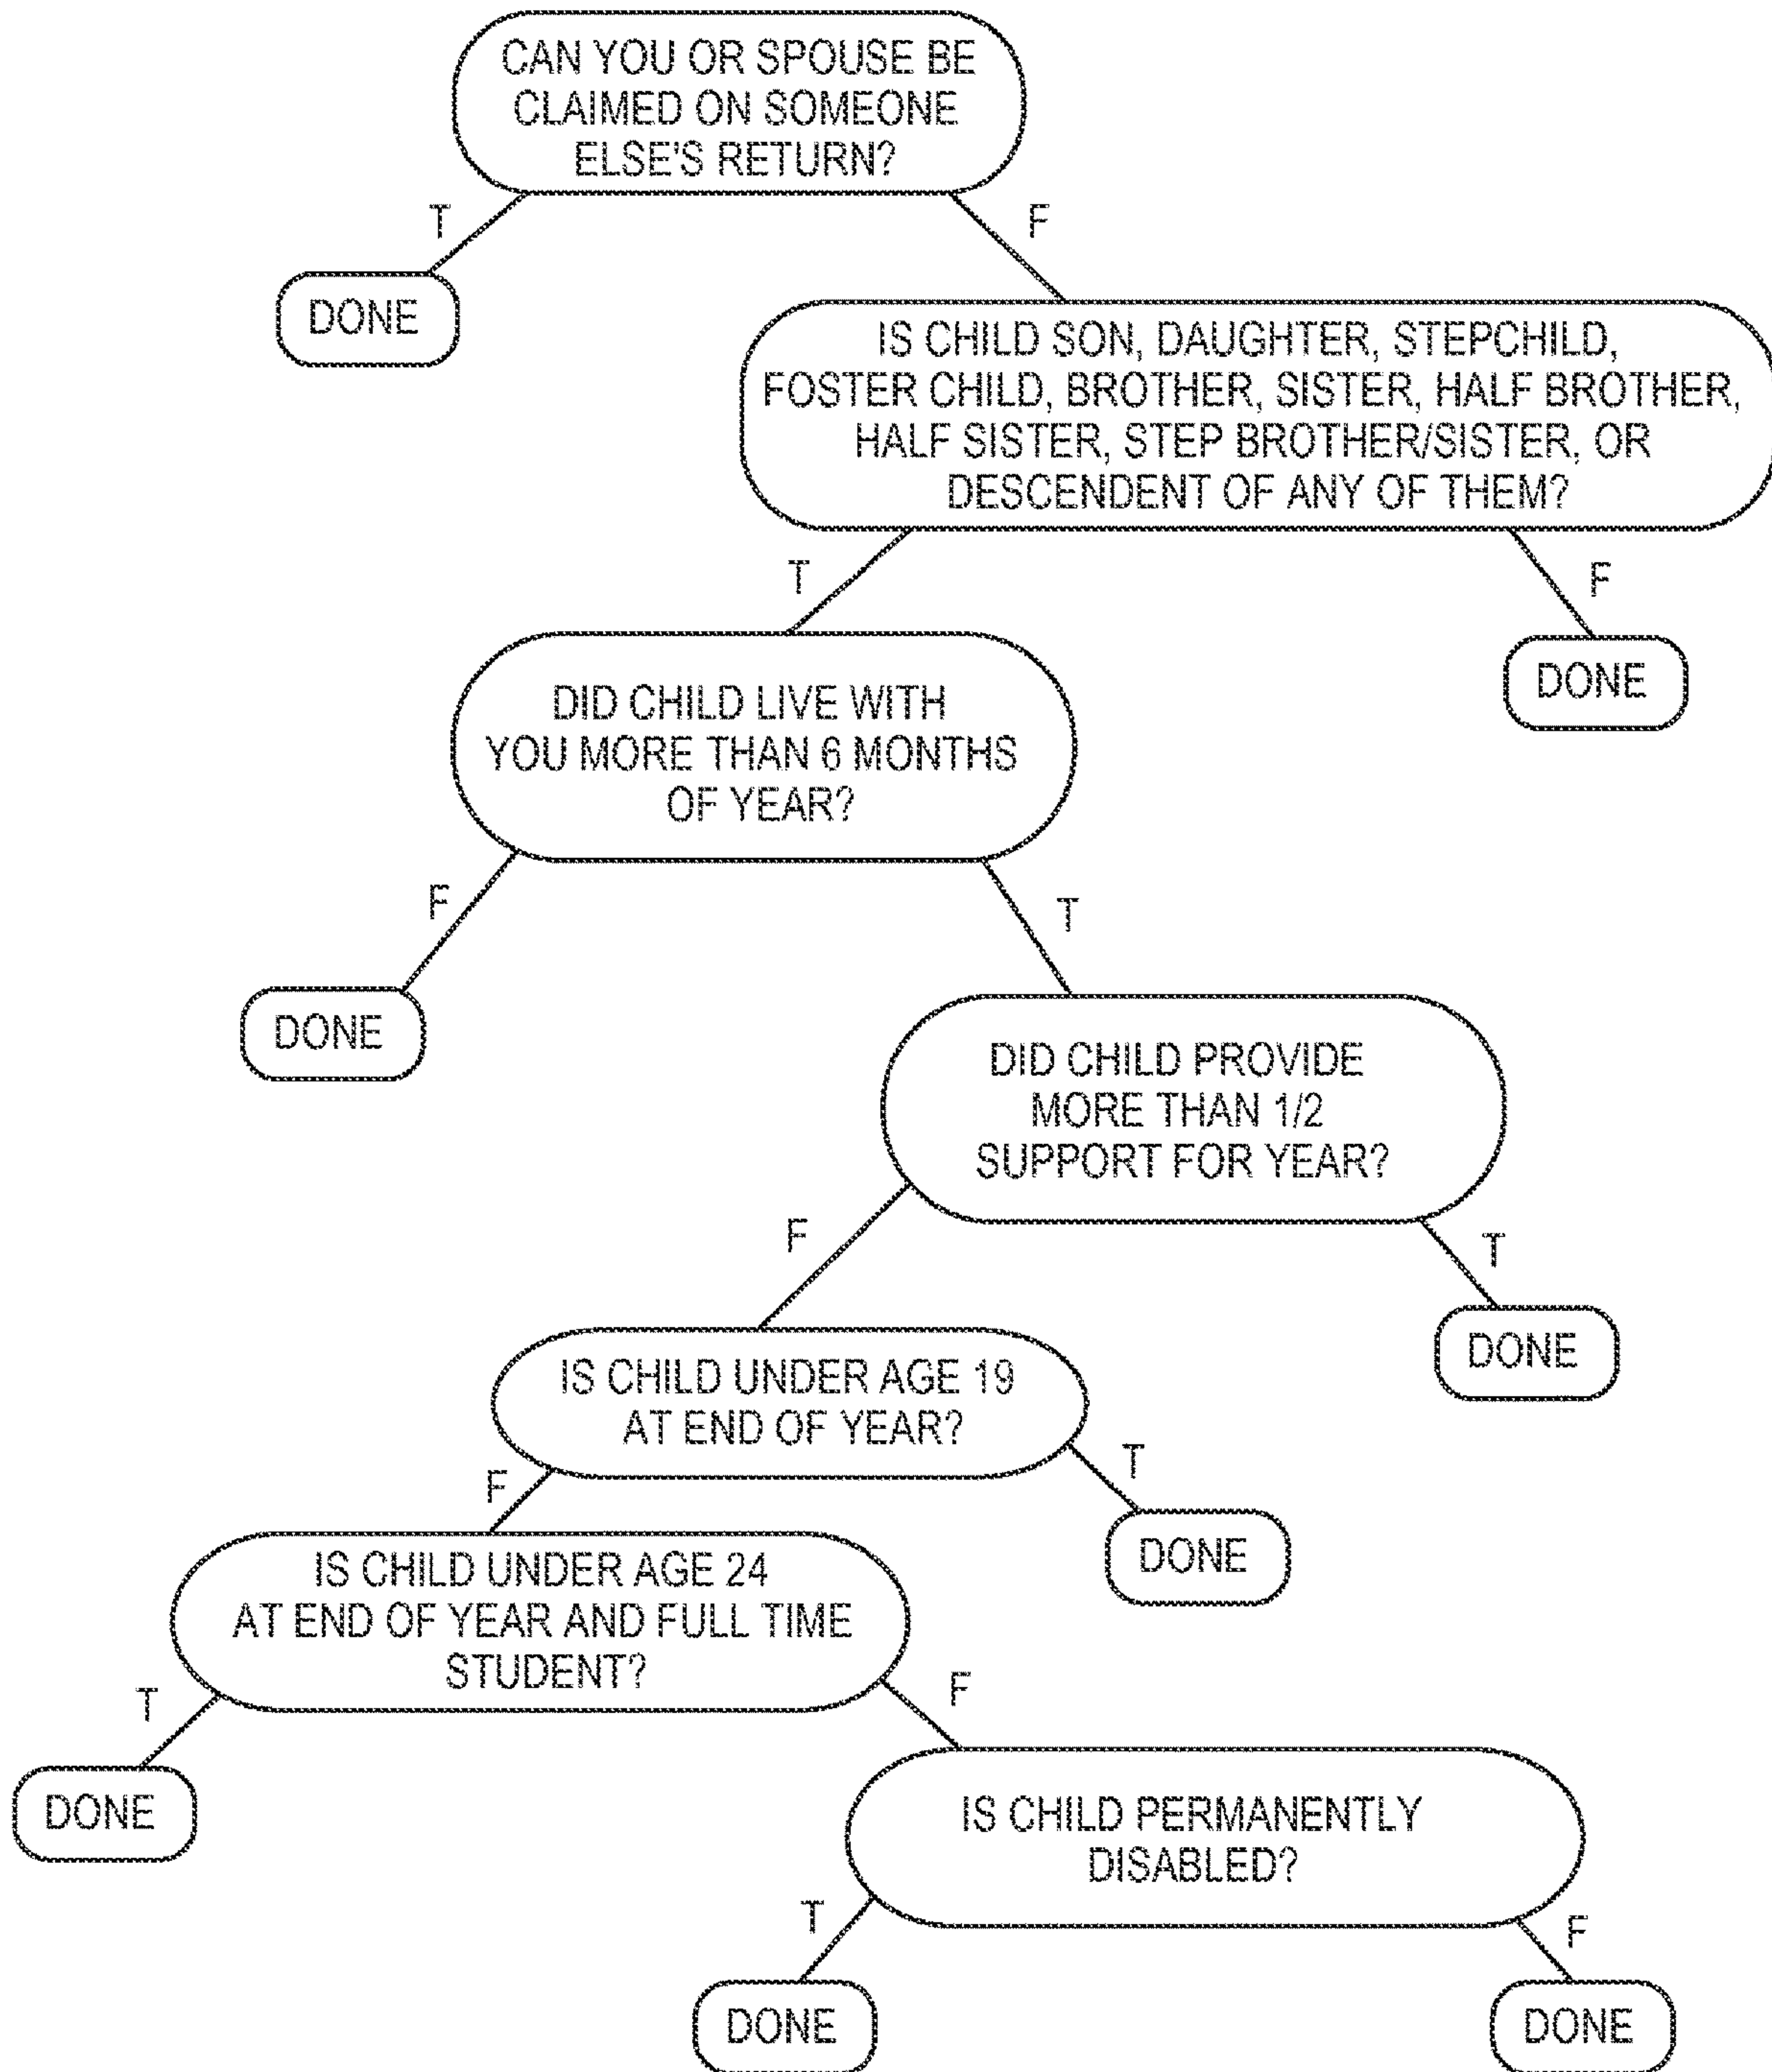 CAN YOU OR SPOUSE BE
CLAIMED ON SOMEONE
ELSE'S RETURN?
T
F
DONE
IS CHILD SON, DAUGHTER, STEPCHILD,
FOSTER CHILD, BROTHER, SISTER, HALF BROTHER,
HALF SISTER, STEP BROTHER/SISTER, OR
DESCENDENT OF ANY OF THEM?
T
F
DONE
DID CHILD LIVE WITH
YOU MORE THAN 6 MONTHS
OF YEAR?
F
T
DONE
DID CHILD PROVIDE
MORE THAN 1/2
SUPPORT FOR YEAR?
F
T
DONE
IS CHILD UNDER AGE 19
AT END OF YEAR?
F
T
DONE
IS CHILD UNDER AGE 24
AT END OF YEAR AND FULL TIME
STUDENT?
T
F
DONE
IS CHILD PERMANENTLY
DISABLED?
T
F
DONE
DONE